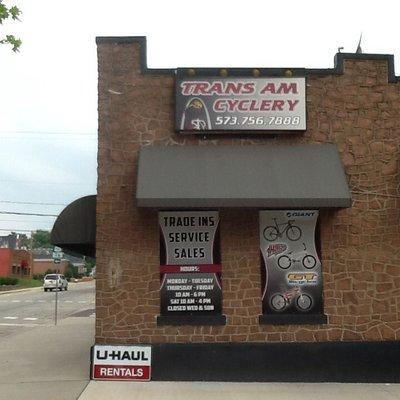 TRANS AM
CYCLERY
573.756.7888
TRADE INS
SERVICE
SALES
HOURS:
MONDAY - TUESDAY
THURSDAY - FRIDAY
10 AM - 6 PM
SAT 10 AM - 4 PM
CLOSED WED & SUN
GIANT
U-HAUL
RENTALS